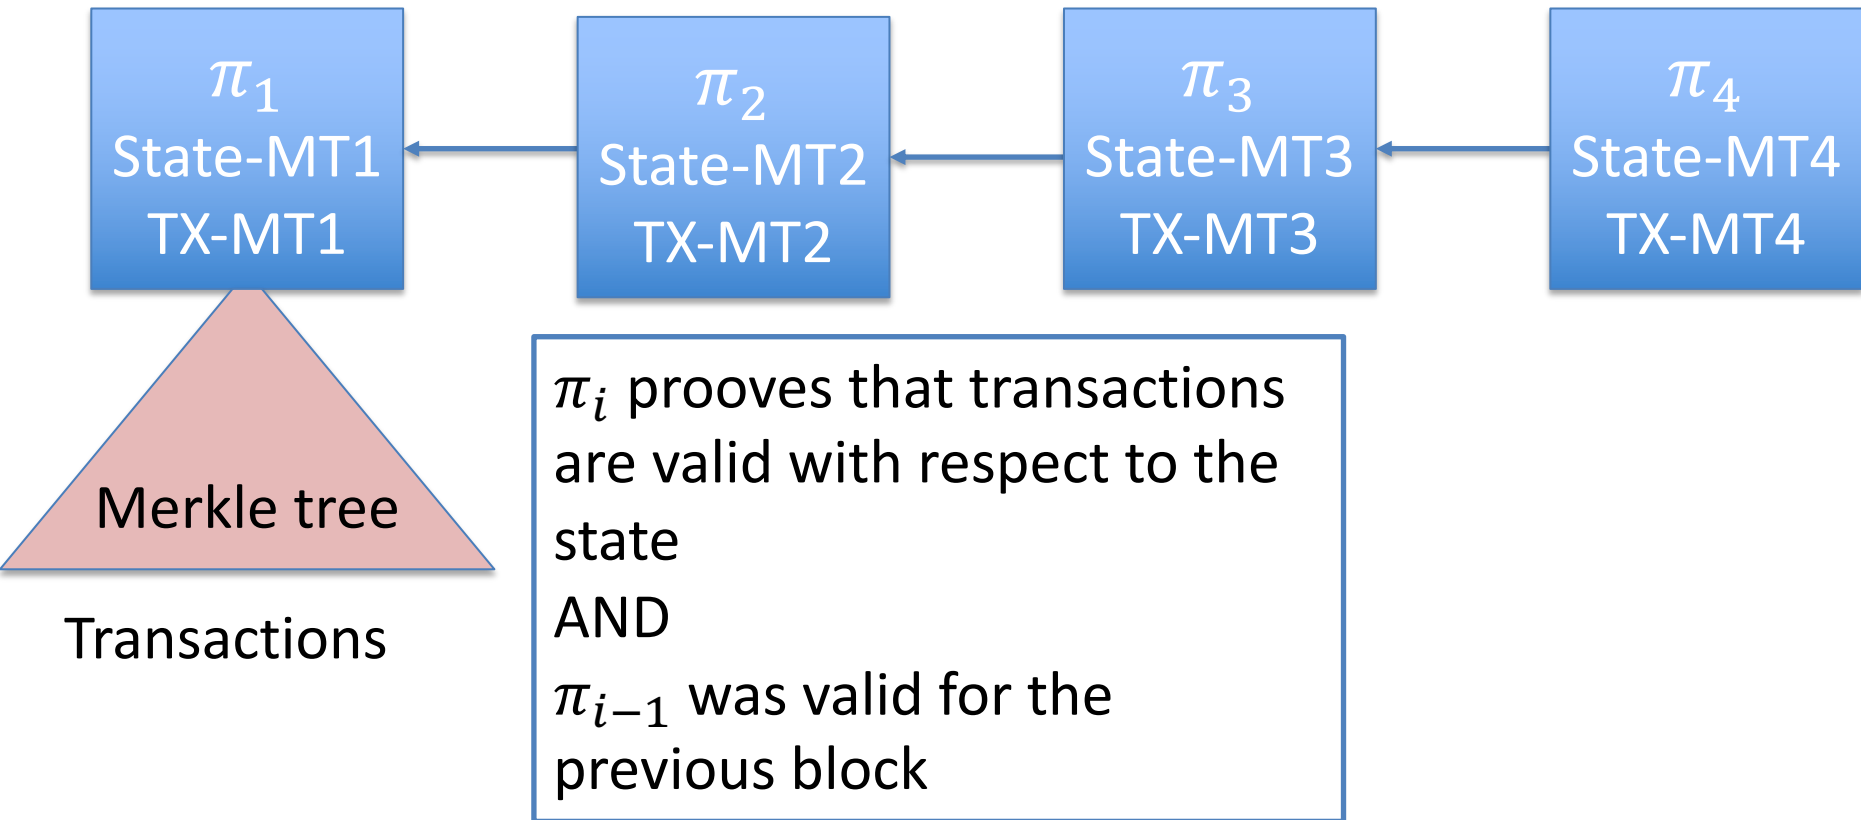 π₁
State-MT1
TX-MT1
π₂
State-MT2
TX-MT2
π₃
State-MT3
TX-MT3
π₄
State-MT4
TX-MT4
Merkle tree
Transactions
πᵢ prooves that transactions
are valid with respect to the
state
AND
πᵢ₋₁ was valid for the
previous block